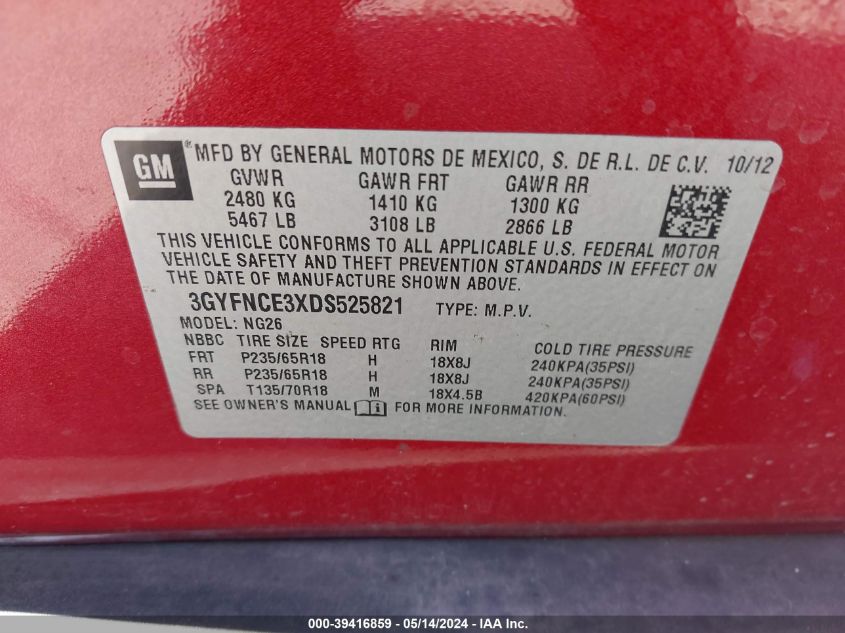 GM ® MFD BY GENERAL MOTORS DE MEXICO, S. DE R.L. DE C.V. 10/12
GVWR GAWR FRT GAWR RR
2480 KG 1410 KG 1300 KG
5467 LB 3108 LB 2866 LB
THIS VEHICLE CONFORMS TO ALL APPLICABLE U.S. FEDERAL MOTOR
VEHICLE SAFETY AND THEFT PREVENTION STANDARDS IN EFFECT ON
THE DATE OF MANUFACTURE SHOWN ABOVE.
3GYFNCE3XDS525821 TYPE: M.P.V.
MODEL: NG26
NBBC TIRE SIZE SPEED RTG RIM COLD TIRE PRESSURE
FRT P235/65R18 H 18X8J 240KPA(35PSI)
RR P235/65R18 H 18X8J 240KPA(35PSI)
SPA T135/70R18 M 18X4.5B 420KPA(60PSI)
SEE OWNER'S MANUAL FOR MORE INFORMATION.
000-39416859 - 05/14/2024 - IAA Inc.